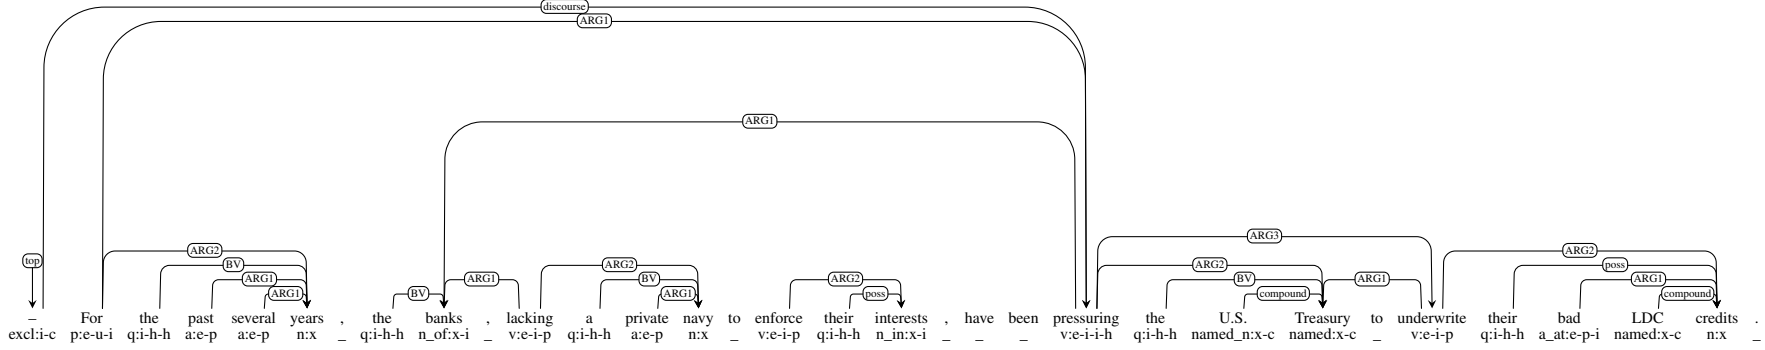 discourse
ARG1
ARG1
ARG3
ARG2 ARG2
top BV ARG2 ARG2 BV poss
ARG1 ARG1 BV ARG2 BV ARG1 ARG1
ARG1 BV ARG1 poss compound compound
– For the past several years , the banks , lacking a private navy to enforce their interests , have been pressuring the U.S. Treasury to underwrite their bad LDC credits .
excl:i-c p:e-u-i q:i-h-h a:e-p a:e-p n:x _ q:i-h-h n_of:x-i _ v:e-i-p q:i-h-h a:e-p n:x _ v:e-i-p q:i-h-h n_in:x-i _ _ _ v:e-i-i-h q:i-h-h named_n:x-c named:x-c _ v:e-i-p q:i-h-h a_at:e-p-i named:x-c n:x _